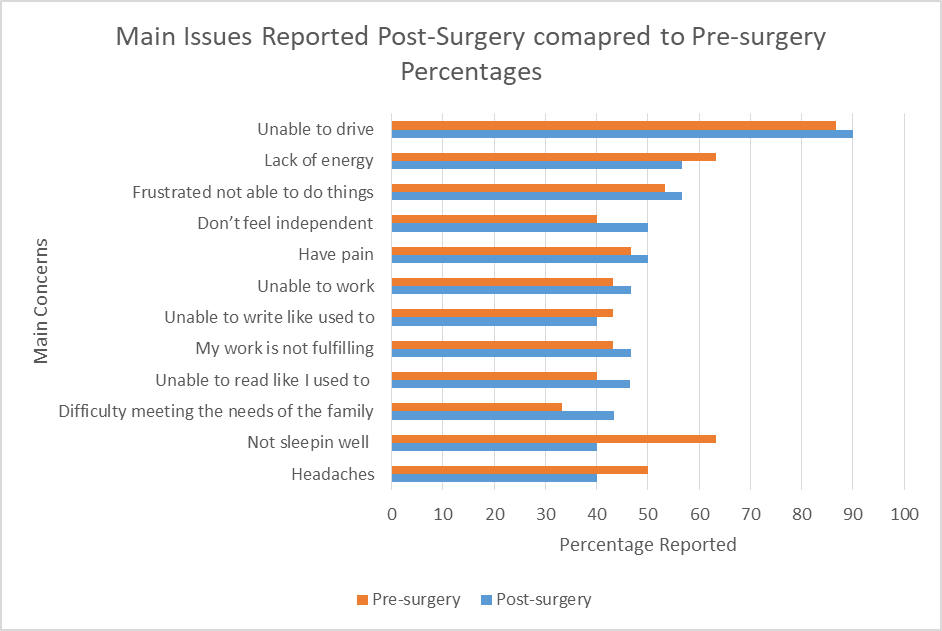 Main Issues Reported Post-Surgery comapred to Pre-surgery
Percentages
Unable to drive
Lack of energy
Frustrated not able to do things
Don’t feel independent
Have pain
Unable to work
Unable to write like used to
My work is not fulfilling
Unable to read like I used to
Difficulty meeting the needs of the family
Not sleepin well
Headaches
Main Concerns
0 10 20 30 40 50 60 70 80 90 100
Percentage Reported
Pre-surgery Post-surgery